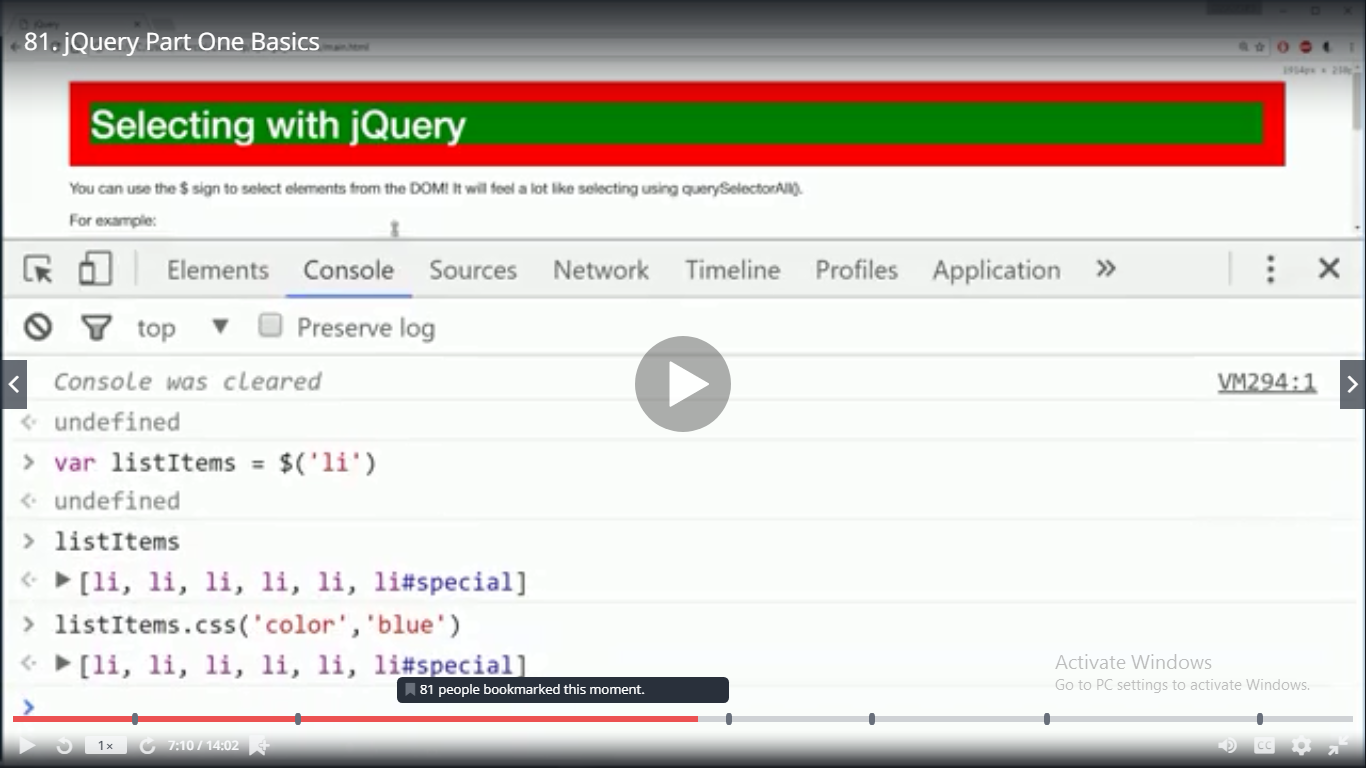 jQuery
81. jQuery Part One Basics
/main.html
Selecting with jQuery
You can use the $ sign to select elements from the DOM! It will feel a lot like selecting using querySelectorAll().
For example:
Elements Console Sources Network Timeline Profiles Application »
top ▼ Preserve log
Console was cleared VM294:1
undefined
> var listItems = $('li')
undefined
> listItems
[li, li, li, li, li, li#special]
> listItems.css('color','blue')
[li, li, li, li, li, li#special]
Activate Windows
Go to PC settings to activate Windows.
81 people bookmarked this moment.
>
1× 7:10 / 14:02 CC